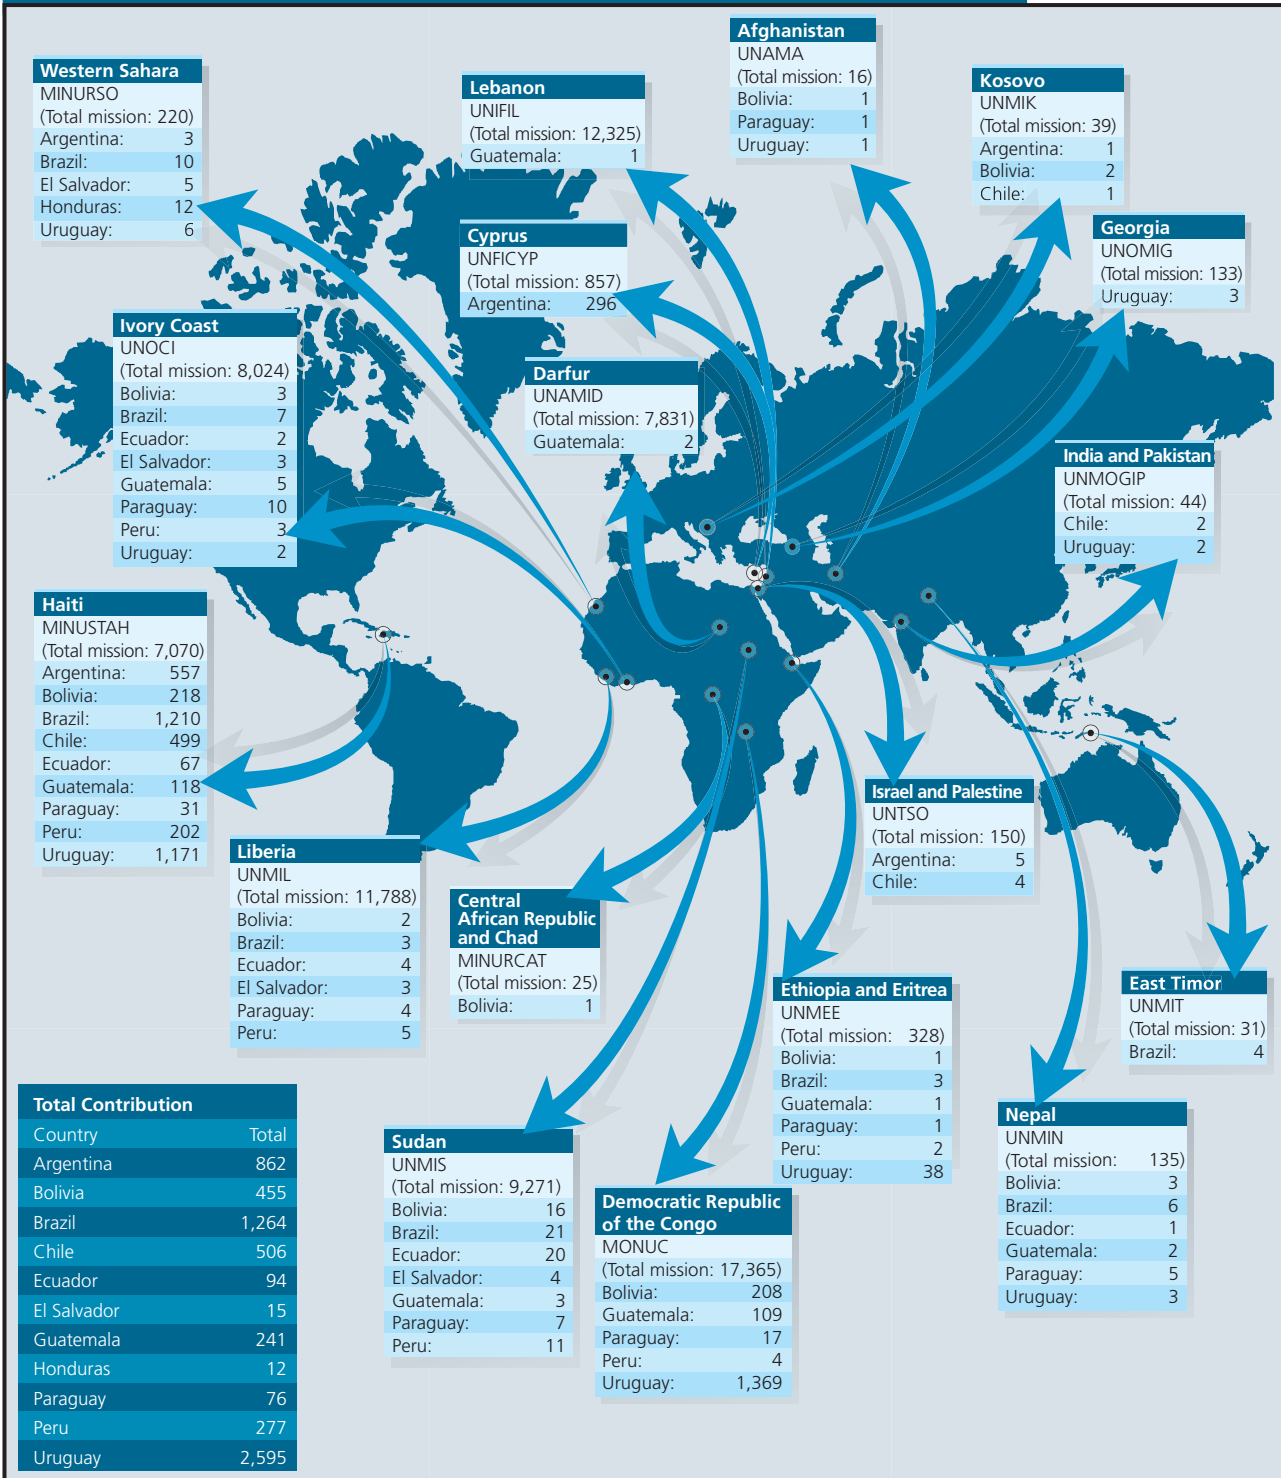 Western Sahara
MINURSO
(Total mission: 220)
Argentina: 3
Brazil: 10
El Salvador: 5
Honduras: 12
Uruguay: 6
Lebanon
UNIFIL
(Total mission: 12,325)
Guatemala: 1
Afghanistan
UNAMA
(Total mission: 16)
Bolivia: 1
Paraguay: 1
Uruguay: 1
Kosovo
UNMIK
(Total mission: 39)
Argentina: 1
Bolivia: 2
Chile: 1
Cyprus
UNFICYP
(Total mission: 857)
Argentina: 296
Georgia
UNOMIG
(Total mission: 133)
Uruguay: 3
Ivory Coast
UNOCI
(Total mission: 8,024)
Bolivia: 3
Brazil: 7
Ecuador: 2
El Salvador: 3
Guatemala: 5
Paraguay: 10
Peru: 3
Uruguay: 2
Darfur
UNAMID
(Total mission: 7,831)
Guatemala: 2
India and Pakistan
UNMOGIP
(Total mission: 44)
Chile: 2
Uruguay: 2
Haiti
MINUSTAH
(Total mission: 7,070)
Argentina: 557
Bolivia: 218
Brazil: 1,210
Chile: 499
Ecuador: 67
Guatemala: 118
Paraguay: 31
Peru: 202
Uruguay: 1,171
Liberia
UNMIL
(Total mission: 11,788)
Bolivia: 2
Brazil: 3
Ecuador: 4
El Salvador: 3
Paraguay: 4
Peru: 5
Central
African Republic
and Chad
MINURCAT
(Total mission: 25)
Bolivia: 1
Israel and Palestine
UNTSO
(Total mission: 150)
Argentina: 5
Chile: 4
Ethiopia and Eritrea
UNMEE
(Total mission: 328)
Bolivia: 1
Brazil: 3
Guatemala: 1
Paraguay: 1
Peru: 2
Uruguay: 38
East Timor
UNMIT
(Total mission: 31)
Brazil: 4
Total Contribution
Country Total
Argentina 862
Bolivia 455
Brazil 1,264
Chile 506
Ecuador 94
El Salvador 15
Guatemala 241
Honduras 12
Paraguay 76
Peru 277
Uruguay 2,595
Sudan
UNMIS
(Total mission: 9,271)
Bolivia: 16
Brazil: 21
Ecuador: 20
El Salvador: 4
Guatemala: 3
Paraguay: 7
Peru: 11
Democratic Republic
of the Congo
MONUC
(Total mission: 17,365)
Bolivia: 208
Guatemala: 109
Paraguay: 17
Peru: 4
Uruguay: 1,369
Nepal
UNMIN
(Total mission: 135)
Bolivia: 3
Brazil: 6
Ecuador: 1
Guatemala: 2
Paraguay: 5
Uruguay: 3